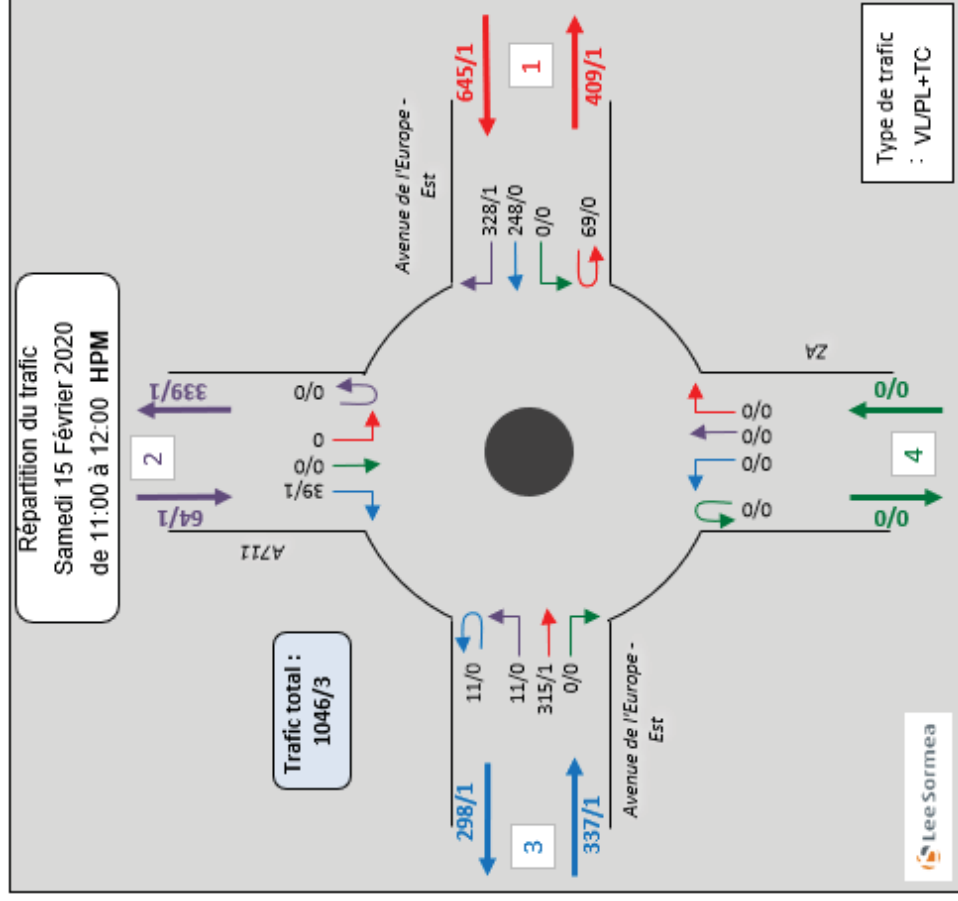 Répartition du trafic
Samedi 15 Février 2020
de 11:00 à 12:00 HPM
Trafic total :
1046/3
A711
64/1
2
339/1
39/1
0/0
0
0/0
Avenue de l'Europe -
Est
645/1
1
409/1
328/1
248/0
0/0
69/0
298/1
3
337/1
11/0
11/0
315/1
0/0
Avenue de l'Europe -
Est
ZA
0/0
0/0
0/0
0/0
0/0
4
0/0
Type de trafic
: VL/PL+TC
Lee Sormea